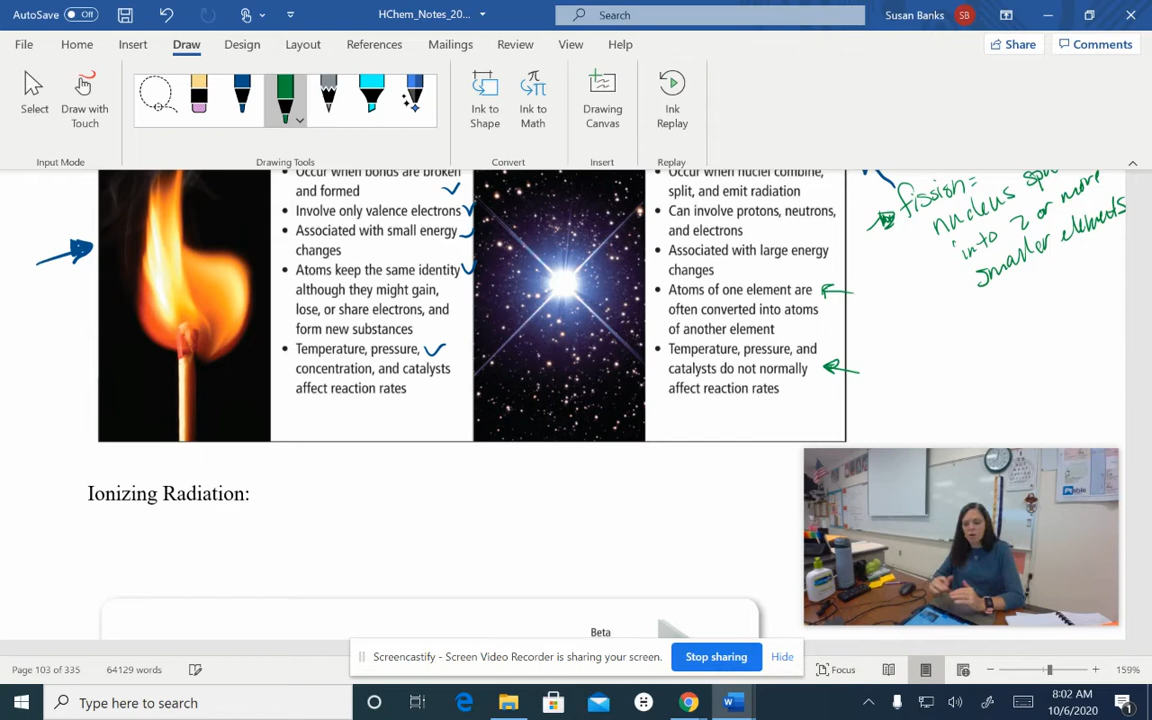 AutoSave
Off
HChem_Notes_20...
Search
Susan Banks
SB
File
Home
Insert
Draw
Design
Layout
References
Mailings
Review
View
Help
Share
Comments
Select
Draw with
Touch
Ink to
Shape
Ink to
Math
Drawing
Canvas
Ink
Replay
Input Mode
Drawing Tools
Convert
Insert
Replay
• Occur when bonds are broken
and formed
• Involve only valence electrons
• Associated with small energy
changes
• Atoms keep the same identity
although they might gain,
lose, or share electrons, and
form new substances
• Temperature, pressure,
concentration, and catalysts
affect reaction rates
• Occur when nuclei combine,
split, and emit radiation
• Can involve protons, neutrons,
and electrons
• Associated with large energy
changes
• Atoms of one element are
often converted into atoms
of another element
• Temperature, pressure, and
catalysts do not normally
affect reaction rates
fission=
nucleus
into 2 or more
smaller elements
Ionizing Radiation:
Beta
Screencastify - Screen Video Recorder is sharing your screen.
Stop sharing
Hide
Page 103 of 335
64129 words
Focus
159%
Type here to search
8:02 AM
10/6/2020
1